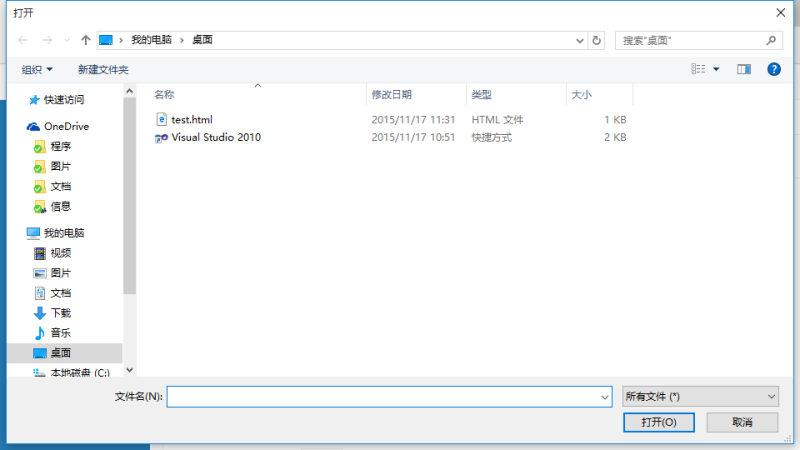 打开
我的电脑 › 桌面
搜索"桌面"
组织 新建文件夹
名称 修改日期 类型 大小
test.html 2015/11/17 11:31 HTML 文件 1 KB
Visual Studio 2010 2015/11/17 10:51 快捷方式 2 KB
快速访问
OneDrive
程序
图片
文档
信息
我的电脑
视频
图片
文档
下载
音乐
桌面
本地磁盘 (C:)
文件名(N):
所有文件 (*)
打开(O) 取消